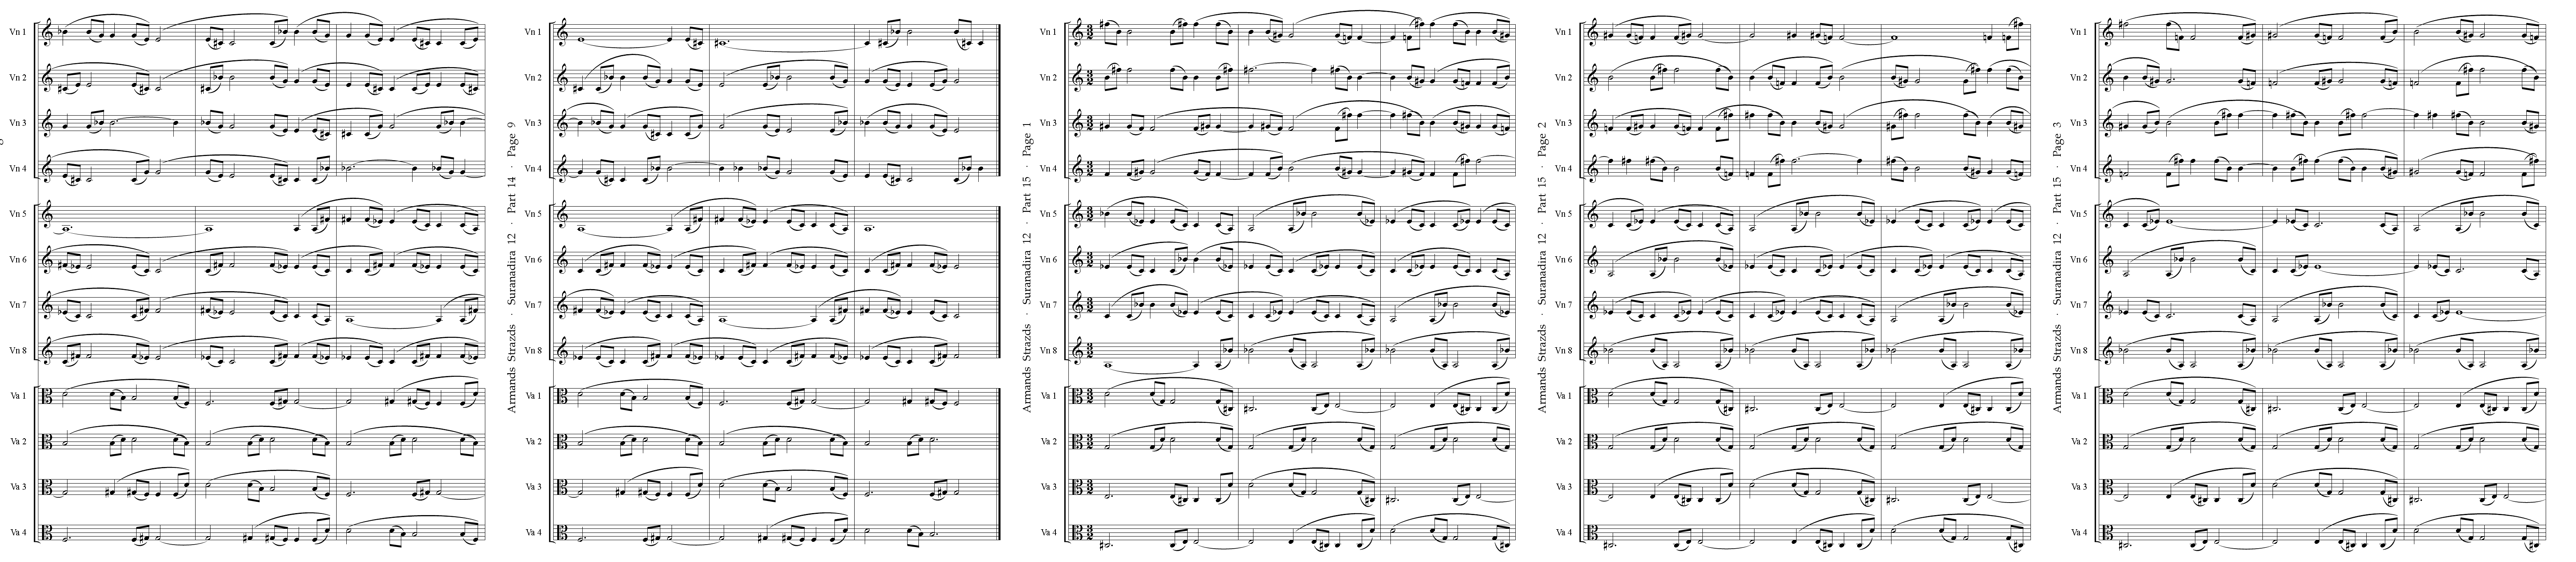 Vn 1
Vn 2
Vn 3
Vn 4
Vn 5
Vn 6
Vn 7
Vn 8
Va 1
Va 2
Va 3
Va 4
Armands Strazds · Suranadira 12 · Part 14 · Page 9
Vn 1
Vn 2
Vn 3
Vn 4
Vn 5
Vn 6
Vn 7
Vn 8
Va 1
Va 2
Va 3
Va 4
Armands Strazds · Suranadira 12 · Part 15 · Page 1
Vn 1
Vn 2
Vn 3
Vn 4
Vn 5
Vn 6
Vn 7
Vn 8
Va 1
Va 2
Va 3
Va 4
Armands Strazds · Suranadira 12 · Part 15 · Page 2
Vn 1
Vn 2
Vn 3
Vn 4
Vn 5
Vn 6
Vn 7
Vn 8
Va 1
Va 2
Va 3
Va 4
Armands Strazds · Suranadira 12 · Part 15 · Page 3
Vn 1
Vn 2
Vn 3
Vn 4
Vn 5
Vn 6
Vn 7
Vn 8
Va 1
Va 2
Va 3
Va 4